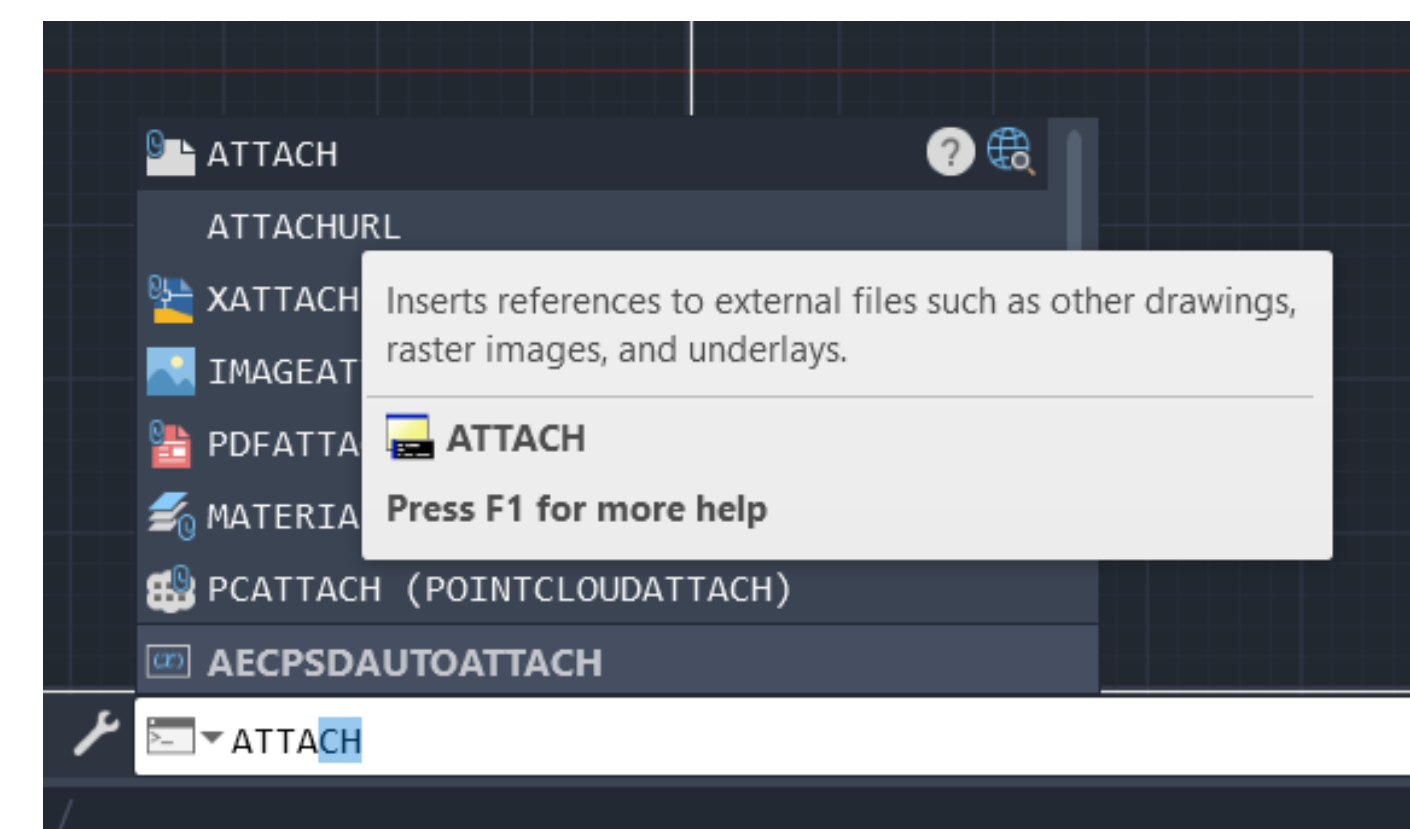 ATTACH
ATTACHURL
XATTACH
IMAGEAT
PDFATTA
MATERIA
PCATTACH (POINTCLOUDATTACH)
AECPSDAUTOATTACH
Inserts references to external files such as other drawings,
raster images, and underlays.
ATTACH
Press F1 for more help
ATTACH